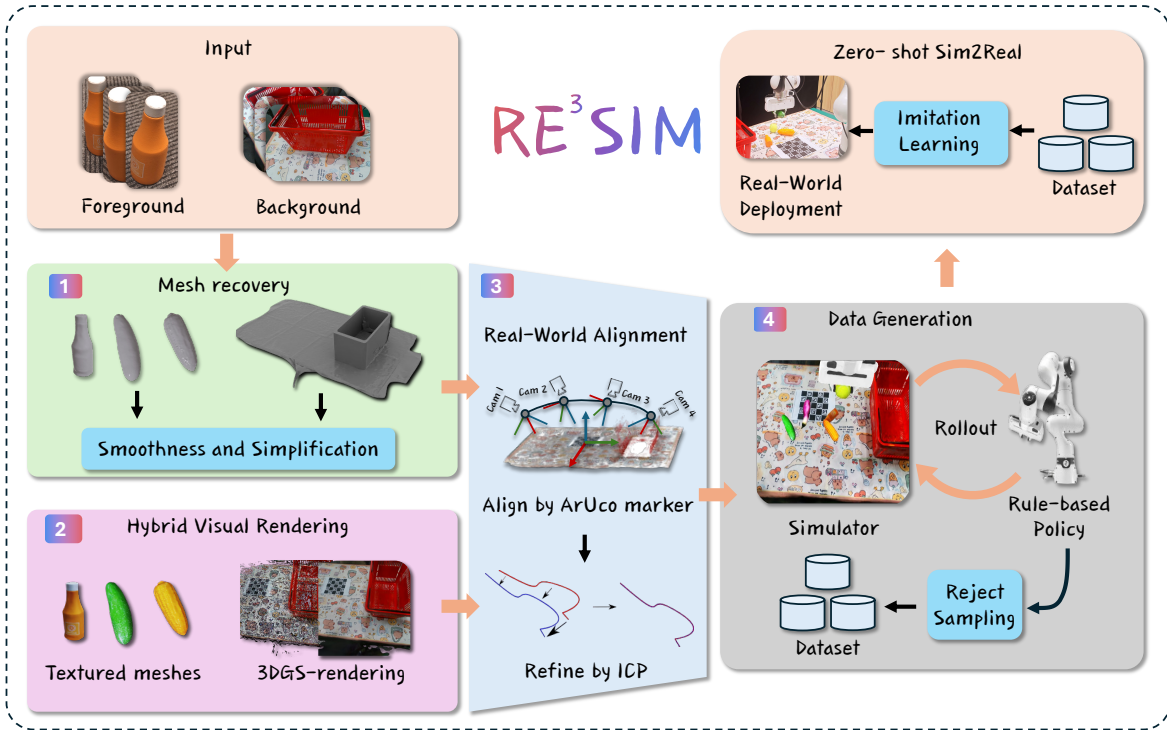 Input
Foreground
Background
RE³SIM
Zero- shot Sim2Real
Imitation
Learning
Real-World
Deployment
Dataset
1
Mesh recovery
Smoothness and Simplification
2
Hybrid Visual Rendering
Textured meshes
3DGS-rendering
3
Real-World Alignment
Cam 1
Cam 2
Cam 3
Cam 4
Align by ArUco marker
Refine by ICP
4
Data Generation
Rollout
Simulator
Rule-based
Policy
Reject
Sampling
Dataset